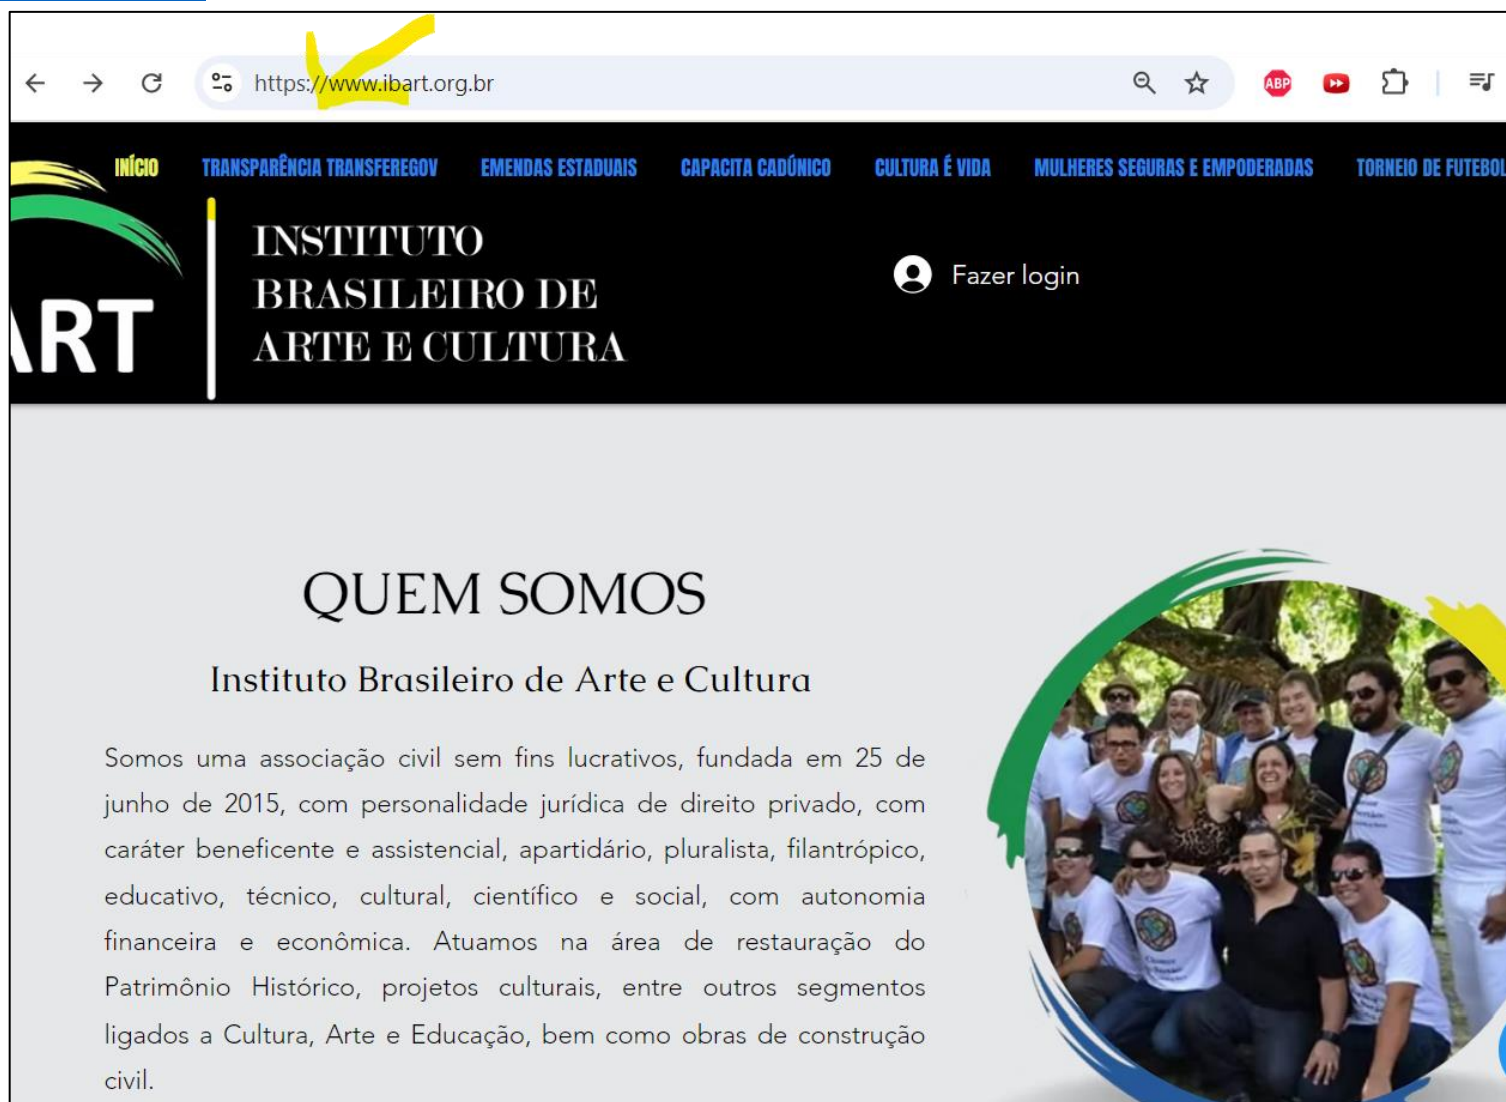 https://www.ibart.org.br
ABP
INÍCIO TRANSPARÊNCIA TRANSFEREGOV EMENDAS ESTADUAIS CAPACITA CADÚNICO CULTURA É VIDA MULHERES SEGURAS E EMPODERADAS TORNEIO DE FUTEBOL
ART
INSTITUTO
BRASILEIRO DE
ARTE E CULTURA
Fazer login
QUEM SOMOS
Instituto Brasileiro de Arte e Cultura
Somos uma associação civil sem fins lucrativos, fundada em 25 de
junho de 2015, com personalidade jurídica de direito privado, com
caráter beneficente e assistencial, apartidário, pluralista, filantrópico,
educativo, técnico, cultural, científico e social, com autonomia
financeira e econômica. Atuamos na área de restauração do
Patrimônio Histórico, projetos culturais, entre outros segmentos
ligados a Cultura, Arte e Educação, bem como obras de construção
civil.